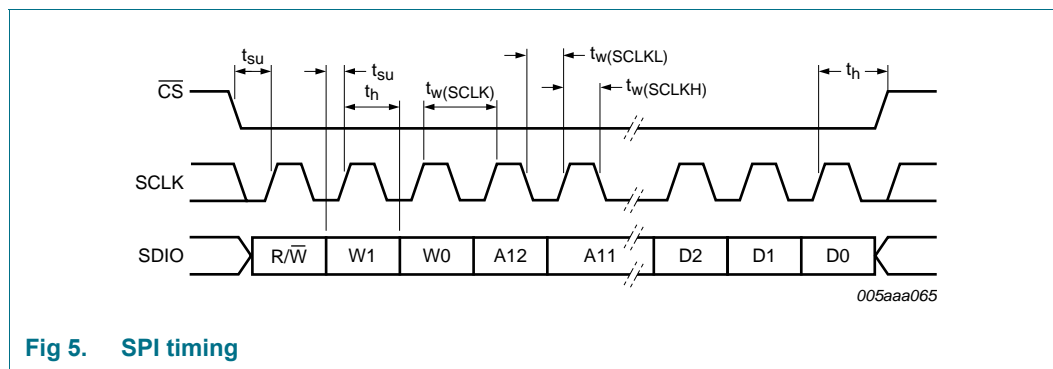 tsu
tsu
th
tw(SCLK)
tw(SCLKL)
tw(SCLKH)
th
CS
SCLK
SDIO
R/W W1 W0 A12 A11 D2 D1 D0
005aaa065
Fig 5. SPI timing